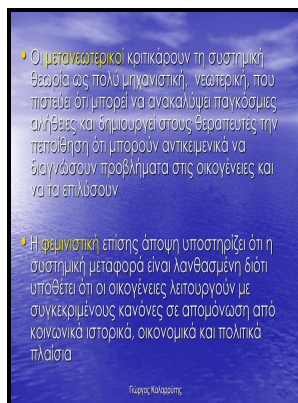 • Οι μετανεωτερικοί κριτικάρουν τη συστημική
θεωρία ως πολύ μηχανιστική, νεωτερική, που
πιστεύει ότι μπορεί να ανακαλύψει παγκόσμιες
αλήθειες και δημιουργεί στους θεραπευτές την
πεποίθηση ότι μπορούν αντικειμενικά να
διαγνώσουν προβλήματα στις οικογένειες και
να τα επιλύσουν
• Η φεμινιστική επίσης άποψη υποστηρίζει ότι η
συστημική μεταφορά είναι λανθασμένη διότι
υποθέτει ότι οι οικογένειες λειτουργούν με
συγκεκριμένους κανόνες σε απομόνωση από
κοινωνικά ιστορικά, οικονομικά και πολιτικά
πλαίσια
Γιώργος Καλαρρύτης